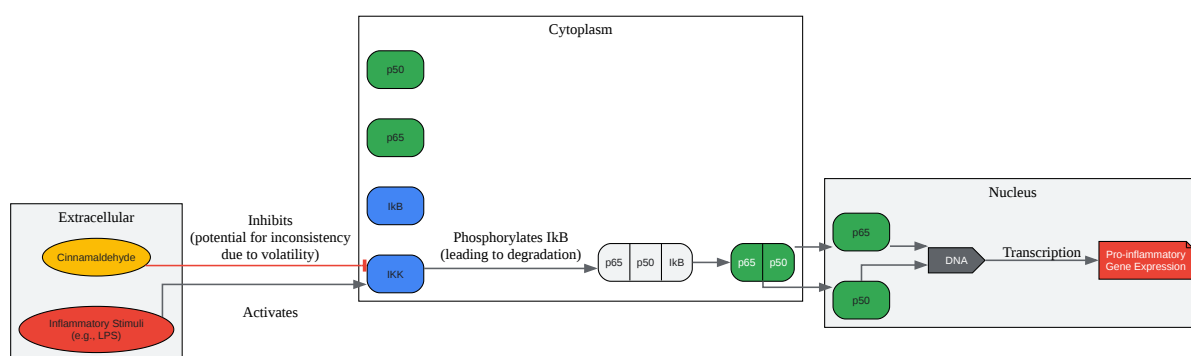 Cytoplasm
p50
p65
IkB
IKK
Extracellular
Cinnamaldehyde
Inflammatory Stimuli
(e.g., LPS)
Inhibits
(potential for inconsistency
due to volatility)
Activates
Phosphorylates IkB
(leading to degradation)
p65 p50 IkB
p65 p50
Nucleus
p65
p50
DNA
Transcription
Pro-inflammatory
Gene Expression